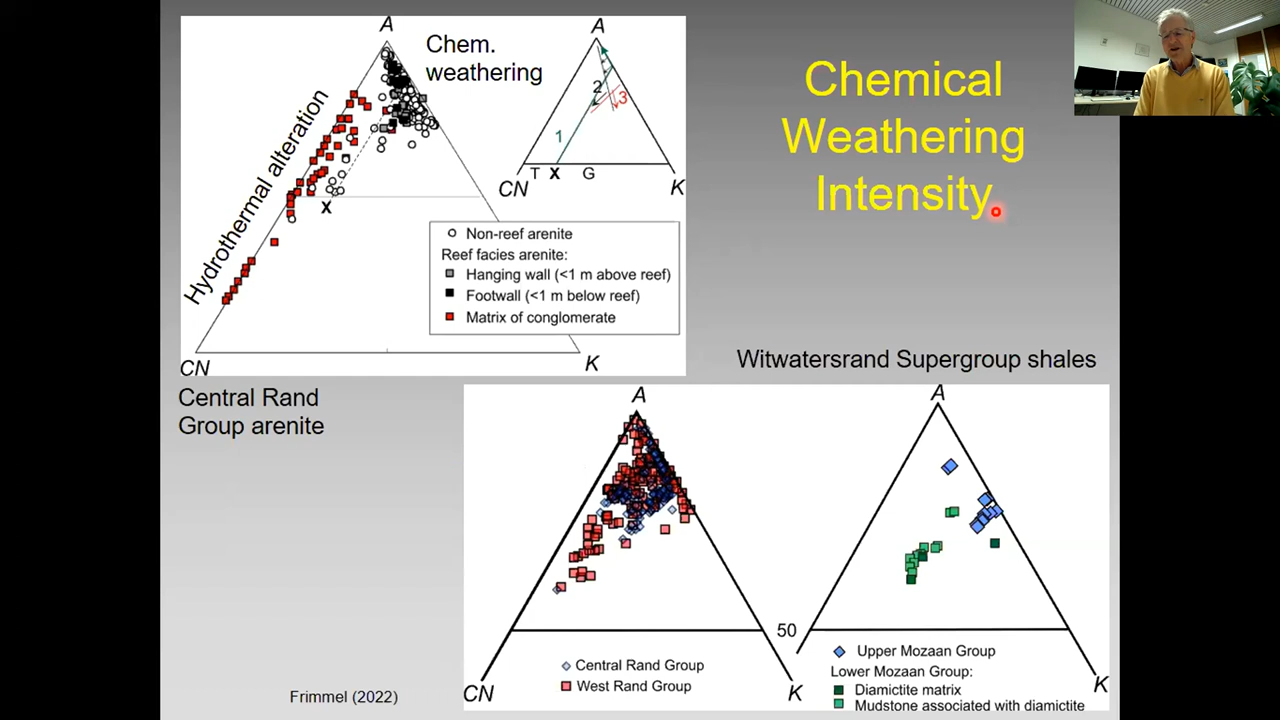 Chemical
Weathering
Intensity
A
Chem.
weathering
Hydrothermal alteration
X
CN
K
A
1
2
3
T X G
CN
K
Non-reef arenite
Reef facies arenite:
Hanging wall (<1 m above reef)
Footwall (<1 m below reef)
Matrix of conglomerate
Central Rand
Group arenite
Witwatersrand Supergroup shales
A
CN
K
Central Rand Group
West Rand Group
A
50
K
Upper Mozaan Group
Lower Mozaan Group:
Diamictite matrix
Mudstone associated with diamictite
Frimmel (2022)